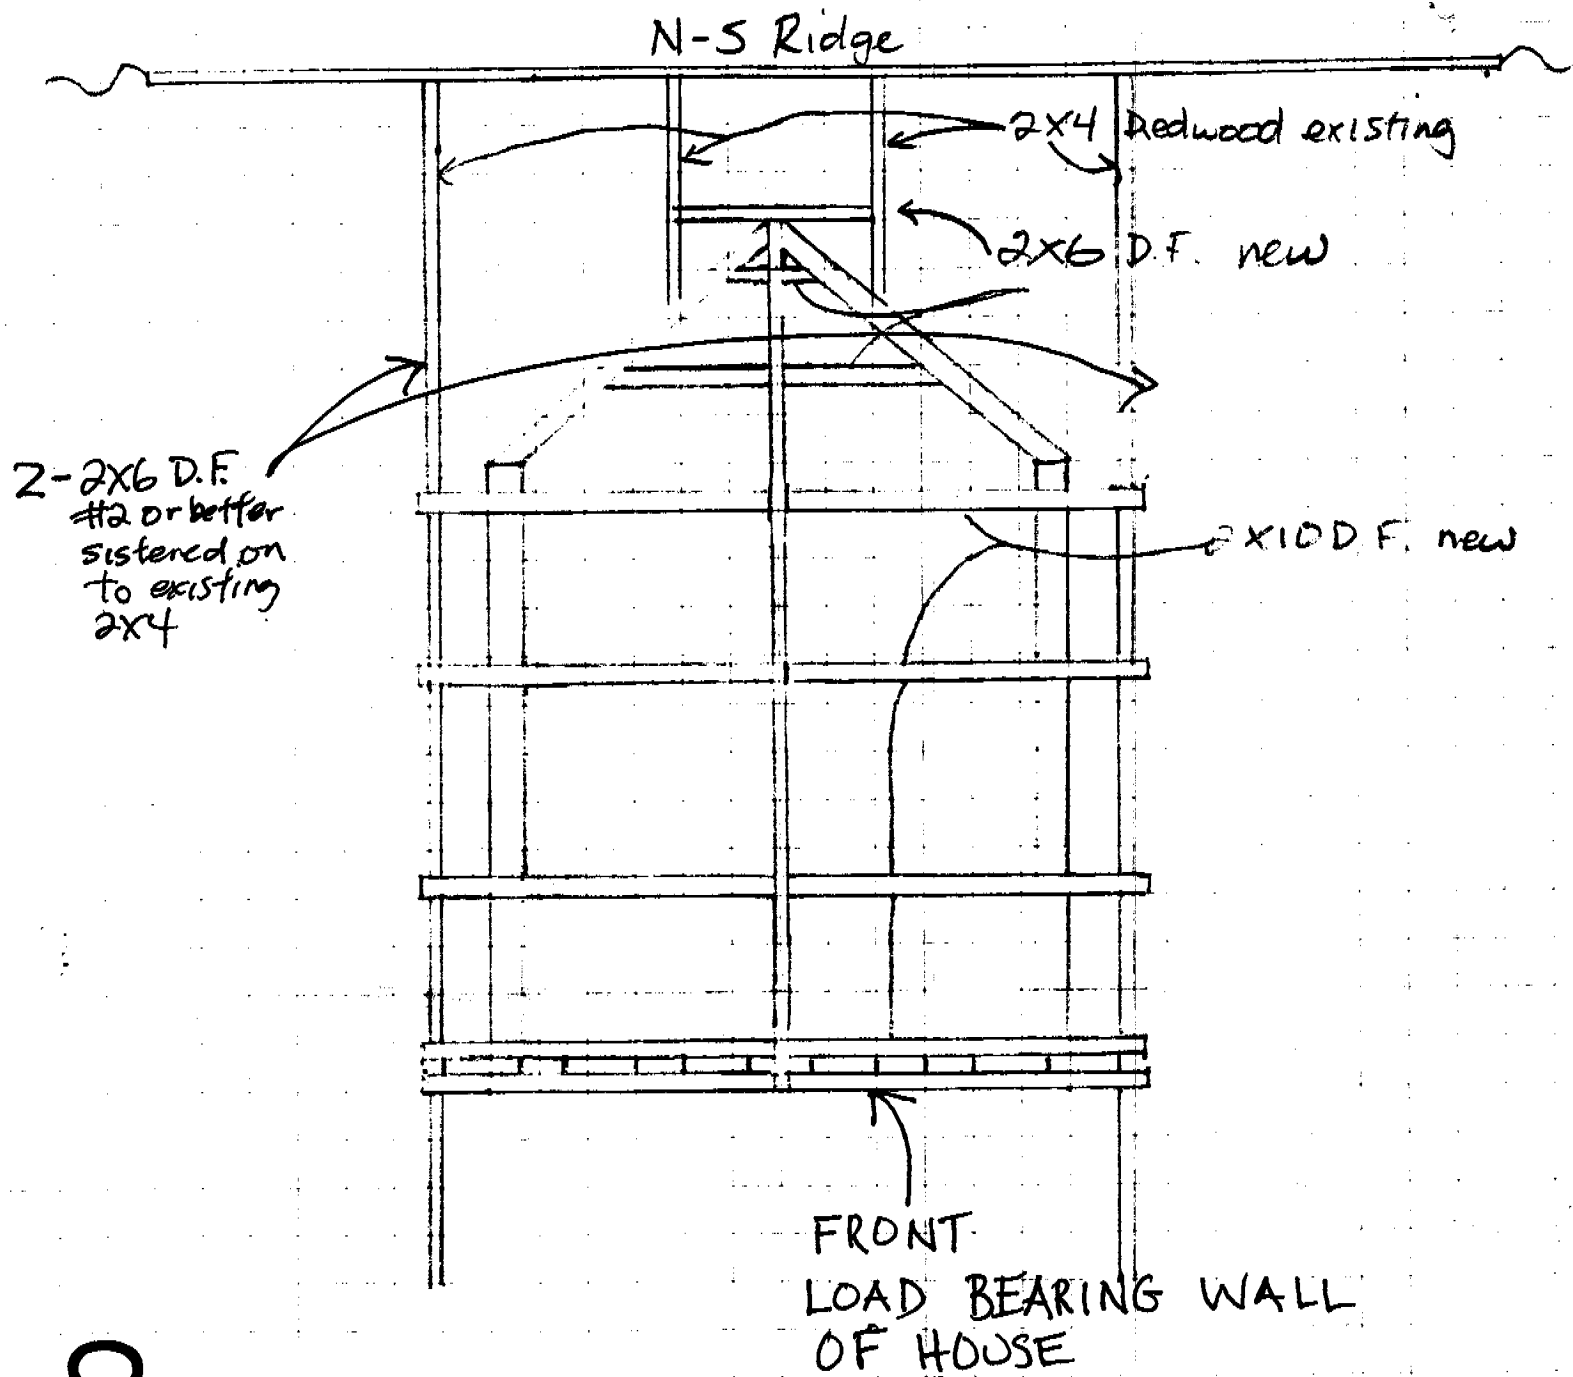 N-S Ridge
2x4 Redwood existing
2x6 D.F. new
2-2x6 D.F.
#2 or better
sistered on
to existing
2x4
x10 D F. new
FRONT
LOAD BEARING WALL
OF HOUSE